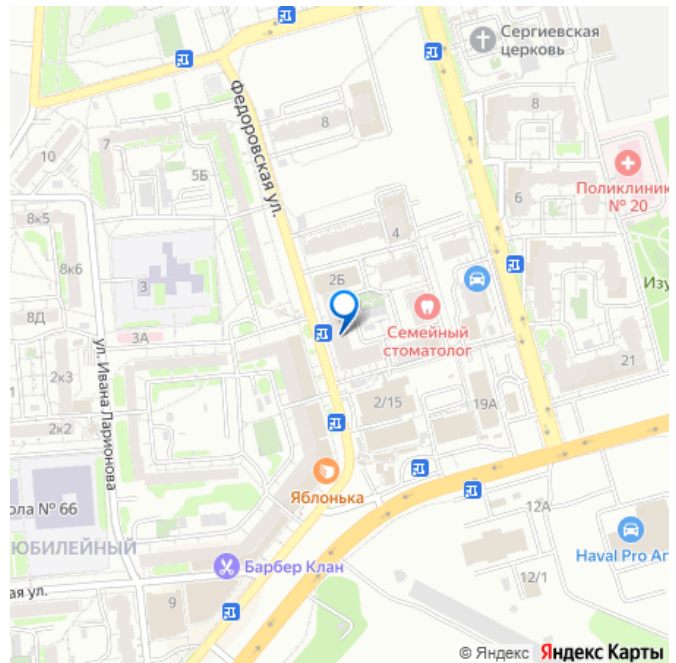 Сергиевская
церковь
Федоровская ул.
8
8
10
7
5Б
Поликлиник
№ 20
6
8к5
4
8к6
3
2Б
Изу
8Д
3А
Семейный
стоматолог
21
ул. Ивана Ларионова
2к3
2/15
19А
2к2
Яблонька
ола № 66
12А
ЮБИЛЕЙНЫЙ
Haval Pro Ar
Барбер Клан
12/1
ая ул.
9
© Яндекс Яндекс Карты